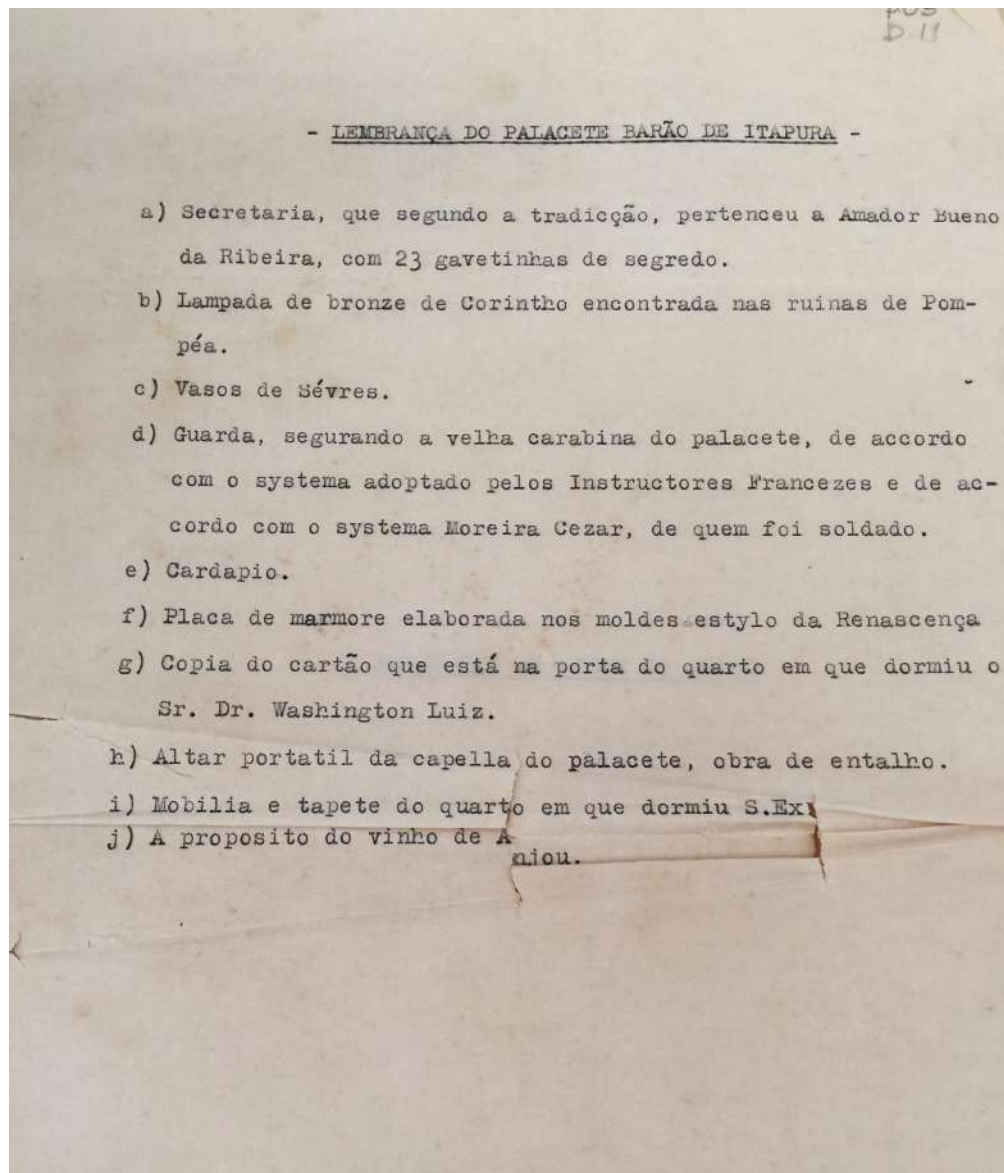 D 11
- LEMBRANÇA DO PALACETE BARÃO DE ITAPURA -
a) Secretaria, que segundo a tradicção, pertenceu a Amador Bueno
da Ribeira, com 23 gavetinhas de segredo.
b) Lampada de bronze de Corintho encontrada nas ruinas de Pom-
péa.
c) Vasos de Sévres.
d) Guarda, segurando a velha carabina do palacete, de accordo
com o systema adoptado pelos Instructores Francezes e de ac-
cordo com o systema Moreira Cezar, de quem foi soldado.
e) Cardapio.
f) Placa de marmore elaborada nos moldes estylo da Renascença
g) Copia do cartão que está na porta do quarto em que dormiu o
Sr. Dr. Washington Luiz.
h) Altar portatil da capella do palacete, obra de entalho.
i) Mobilia e tapete do quarto em que dormiu S.Ex
j) A proposito do vinho de Anjou.